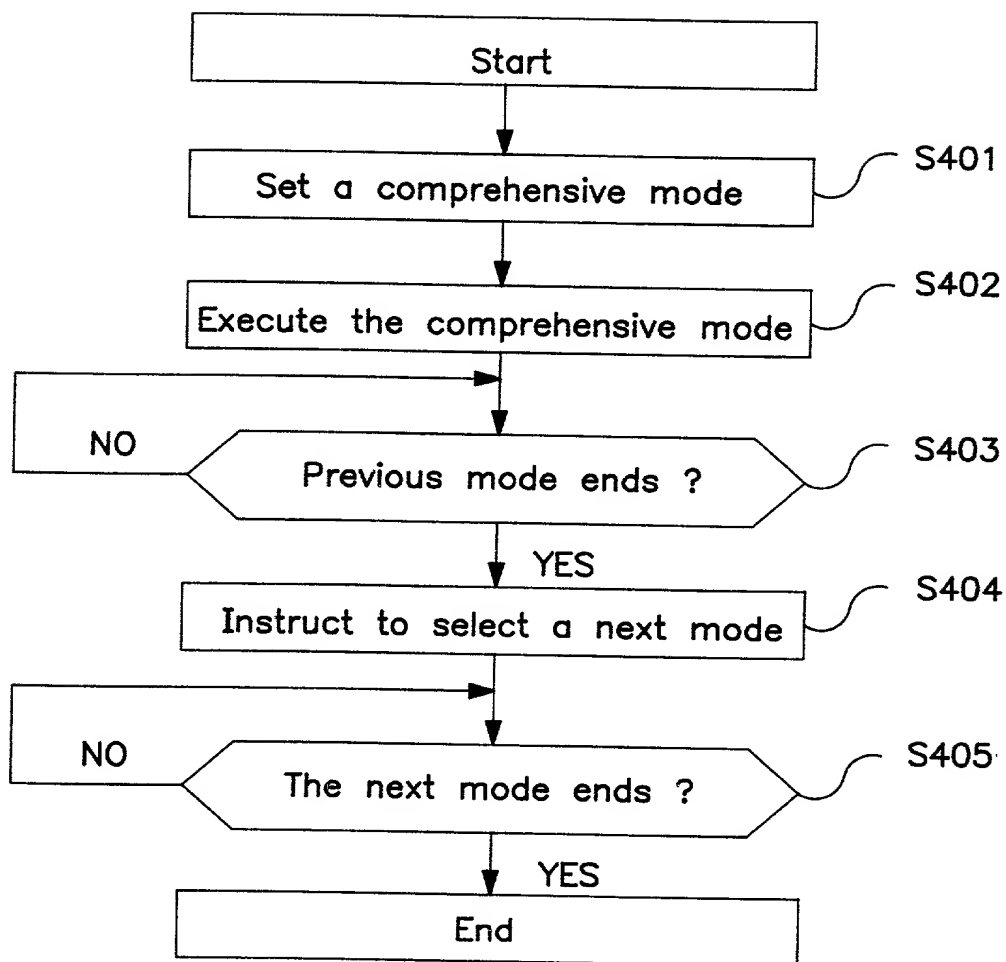 Start
S401
Set a comprehensive mode
S402
Execute the comprehensive mode
NO
S403
Previous mode ends ?
YES
S404
Instruct to select a next mode
NO
S405
The next mode ends ?
YES
End